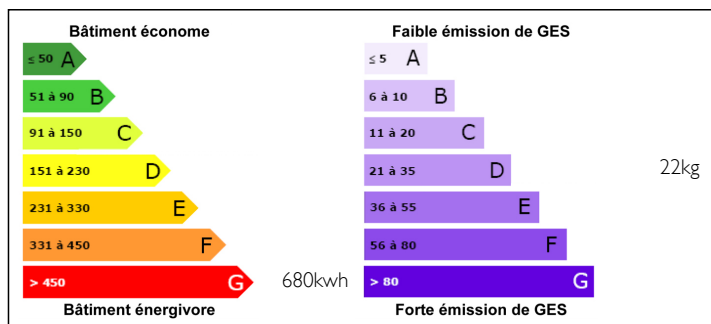 Bâtiment économe
≤ 50 A
51 à 90 B
91 à 150 C
151 à 230 D
231 à 330 E
331 à 450 F
> 450 G
680kwh
Bâtiment énergivore
Faible émission de GES
≤ 5 A
6 à 10 B
11 à 20 C
21 à 35 D
22kg
36 à 55 E
56 à 80 F
> 80 G
Forte émission de GES